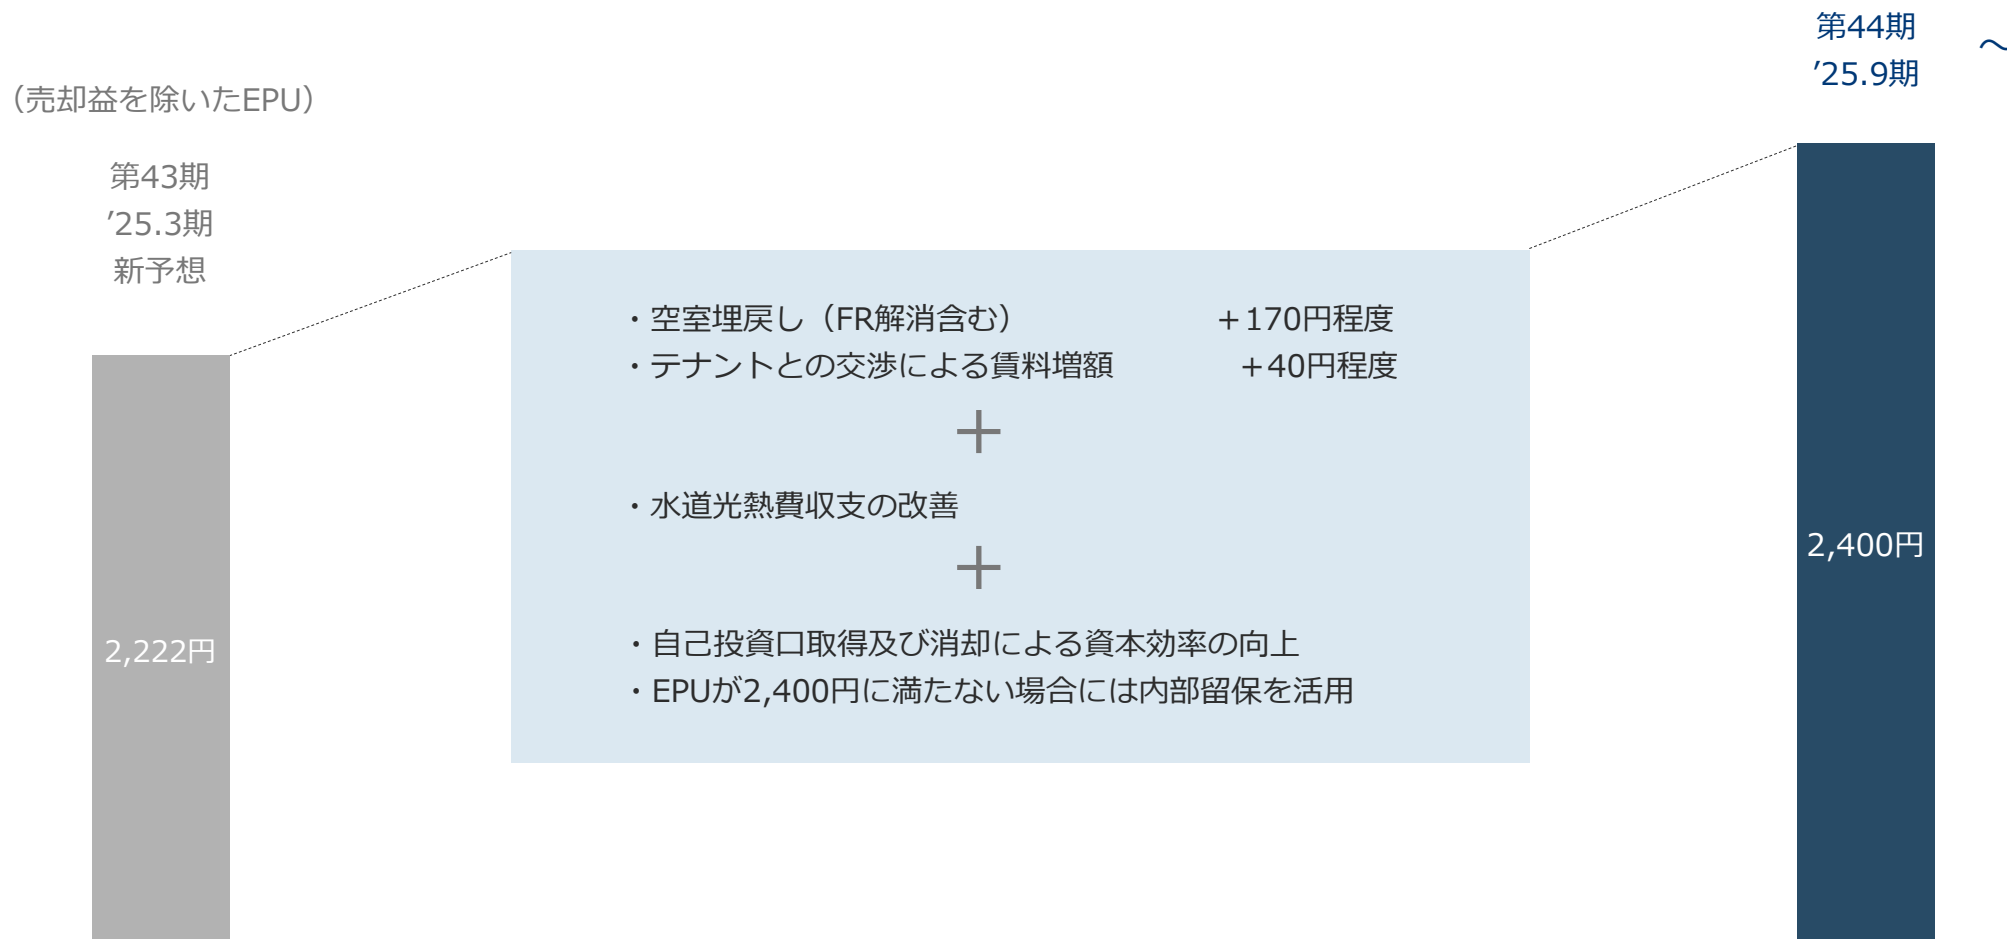 第44期
'25.9期
～
（売却益を除いたEPU）
第43期
'25.3期
新予想
・空室埋戻し（FR解消含む） ＋170円程度
・テナントとの交渉による賃料増額 ＋40円程度
＋
・水道光熱費収支の改善
＋
・自己投資口取得及び消却による資本効率の向上
・EPUが2,400円に満たない場合には内部留保を活用
2,222円
2,400円